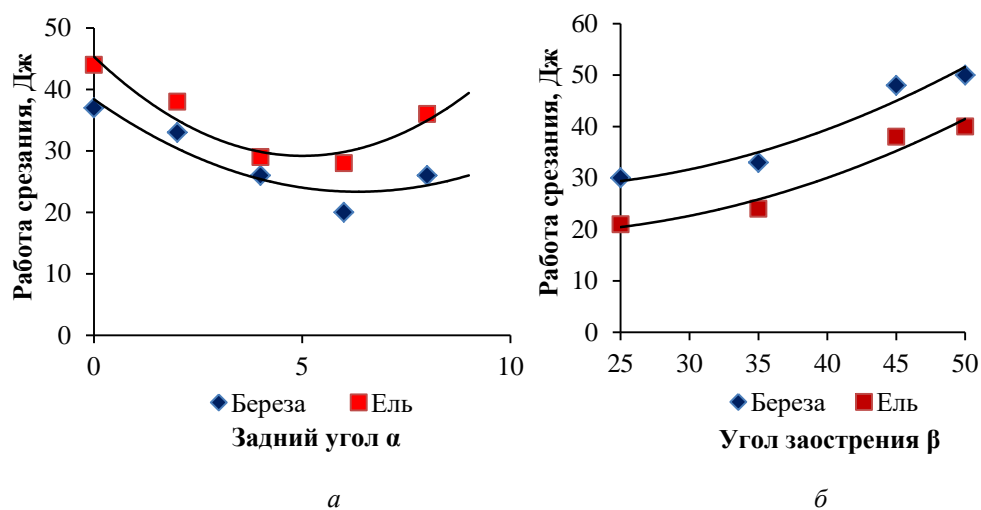 50
40
30
20
10
0
Работа срезания, Дж
0
5
10
Береза
Ель
Задний угол α
а
60
50
40
30
20
10
0
Работа срезания, Дж
25
30
35
40
45
50
Береза
Ель
Угол заострения β
б